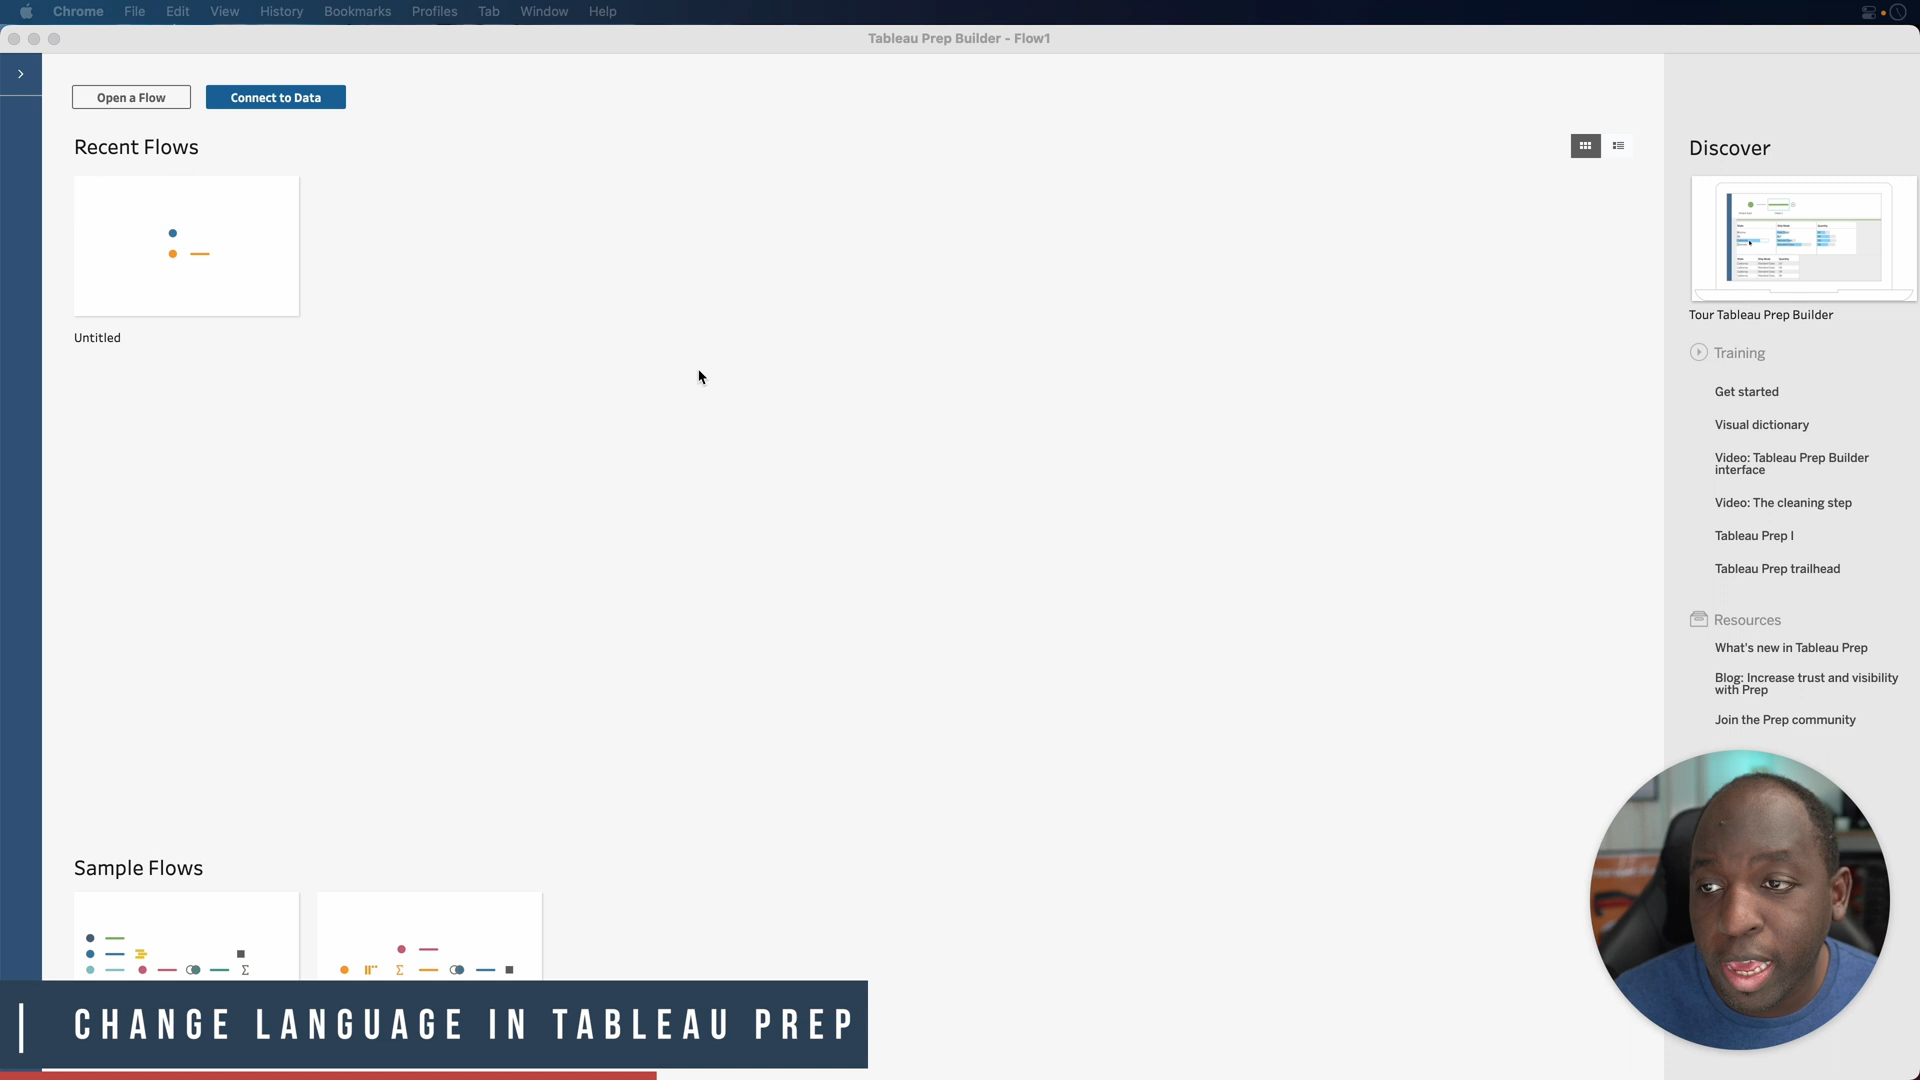 Chrome File Edit View History Bookmarks Profiles Tab Window Help
Tableau Prep Builder - Flow1
Open a Flow
Connect to Data
Recent Flows
Untitled
Sample Flows
Discover
Tour Tableau Prep Builder
Training
Get started
Visual dictionary
Video: Tableau Prep Builder
interface
Video: The cleaning step
Tableau Prep I
Tableau Prep trailhead
Resources
What's new in Tableau Prep
Blog: Increase trust and visibility
with Prep
Join the Prep community
CHANGE LANGUAGE IN TABLEAU PREP